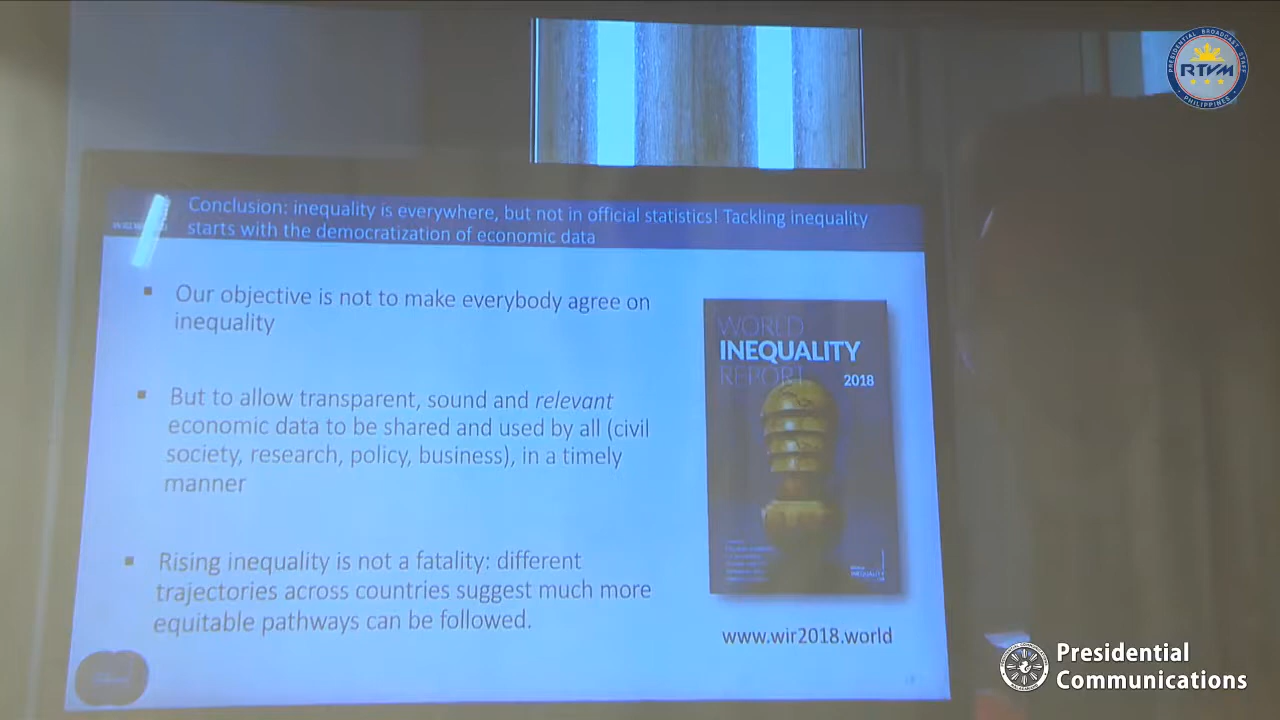 PRESIDENTIAL BROADCAST STAFF
RTVM
PHILIPPINES
Conclusion: inequality is everywhere, but not in official statistics! Tackling inequality
starts with the democratization of economic data
▪ Our objective is not to make everybody agree on
inequality
▪ But to allow transparent, sound and relevant
economic data to be shared and used by all (civil
society, research, policy, business), in a timely
manner
▪ Rising inequality is not a fatality: different
trajectories across countries suggest much more
equitable pathways can be followed.
WORLD
INEQUALITY
REPORT
2018
INEQUALITY
www.wir2018.world
Presidential
Communications